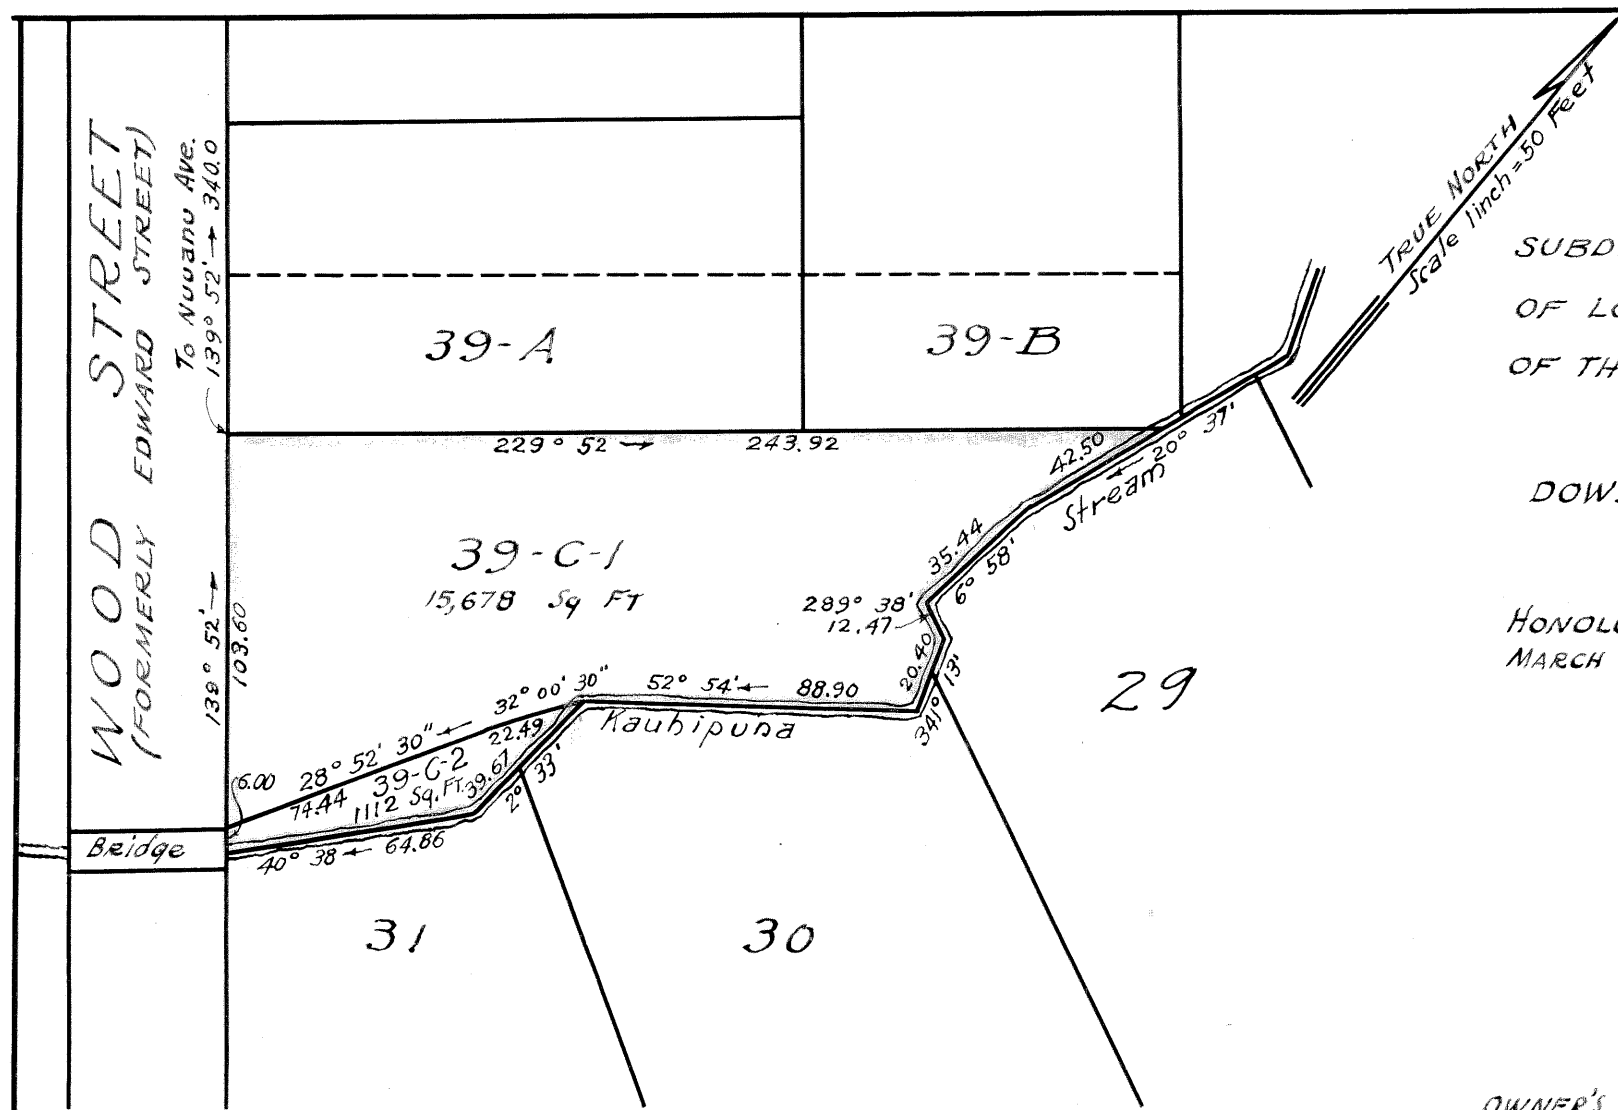 WOOD STREET
(FORMERLY EDWARD STREET)
To Nuuanu Ave.
139° 52' → 340.0
TRUE NORTH
Scale 1inch=50 Feet
SUBD
OF LO
OF TH
39-A
39-B
229° 52 → 243.92
42.50
← 20° 37'
Stream
DOW
39-C-1
15,678 Sq FT
35.44
6° 58'
289° 38'
12.47
139° 52' →
103.60
HONOLU
MARCH
20.40
341° 13'
29
52° 54' ← 88.90
32° 00' 30"
22.49
Kauhipuna
28° 52' 30" ←
74.44
39-C-2
1112 Sq. FT.
39.67
2° 33'
6.00
Bridge
40° 38 ← 64.86
31
30
OWNER'S